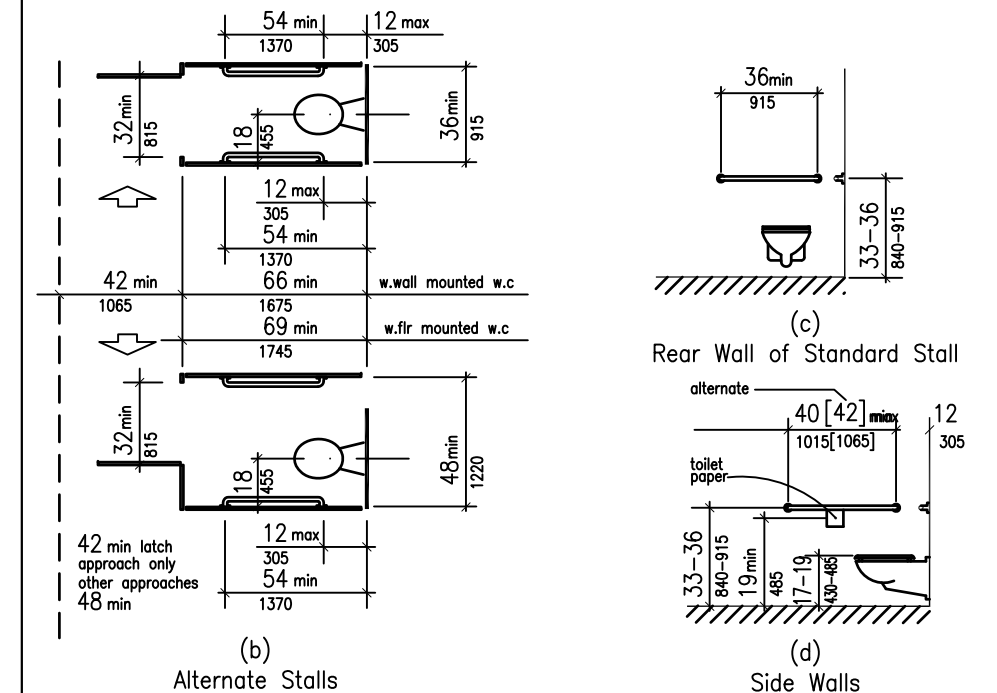 54 min
1370
12 max
305
32min
815
18
455
36min
915
12 max
305
54 min
1370
42 min
1065
66 min
1675
w.wall mounted w.c
69 min
1745
w.flr mounted w.c
32min
815
18
455
48min
1220
12 max
305
54 min
1370
42 min latch
approach only
other approaches
48 min
(b)
Alternate Stalls
36min
915
33-36
840-915
(c)
Rear Wall of Standard Stall
alternate
40 [42]
1015[1065]
12
305
toilet
paper
33-36
840-915
19min
485
17-19
430-485
(d)
Side Walls